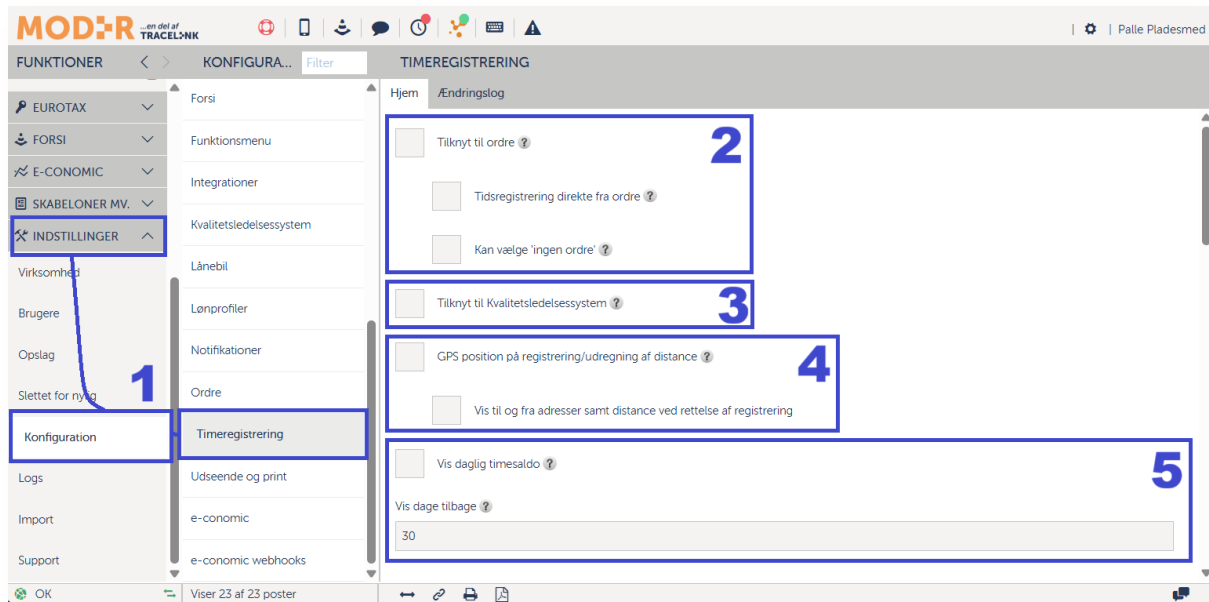 MOD:R ...en del af
TRACEL:NK
Palle Pladesmed
FUNKTIONER
KONFIGURA...
Filter
TIMEREGISTRERING
EUROTAX
FORSI
E-CONOMIC
SKABELONER MV.
INDSTILLINGER
Virksomhed
Brugere
Opslag
Slettet for nylig
Konfiguration
Logs
Import
Support
1
Forsi
Funktionsmenu
Integrationer
Kvalitetsledelsessystem
Lånebil
Lønprofiler
Notifikationer
Ordre
Timeregistrering
Udseende og print
e-conomic
e-conomic webhooks
Hjem
Ændringslog
Tilknyt til ordre ?
2
Tidsregistrering direkte fra ordre ?
Kan vælge 'ingen ordre' ?
Tilknyt til Kvalitetsledelsessystem ?
3
GPS position på registrering/udregning af distance ?
4
Vis til og fra adresser samt distance ved rettelse af registrering
Vis daglig timesaldo ?
5
Vis dage tilbage ?
30
OK
Viser 23 af 23 poster